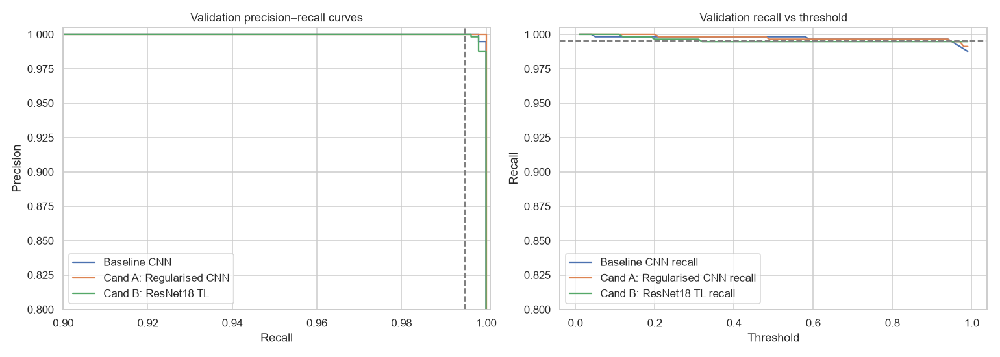 Validation precision–recall curves
Precision
1.000
0.975
0.950
0.925
0.900
0.875
0.850
0.825
0.800
Baseline CNN
Cand A: Regularised CNN
Cand B: ResNet18 TL
0.90
0.92
0.94
0.96
0.98
1.00
Recall
Validation recall vs threshold
Recall
1.000
0.975
0.950
0.925
0.900
0.875
0.850
0.825
0.800
Baseline CNN recall
Cand A: Regularised CNN recall
Cand B: ResNet18 TL recall
0.0
0.2
0.4
0.6
0.8
1.0
Threshold